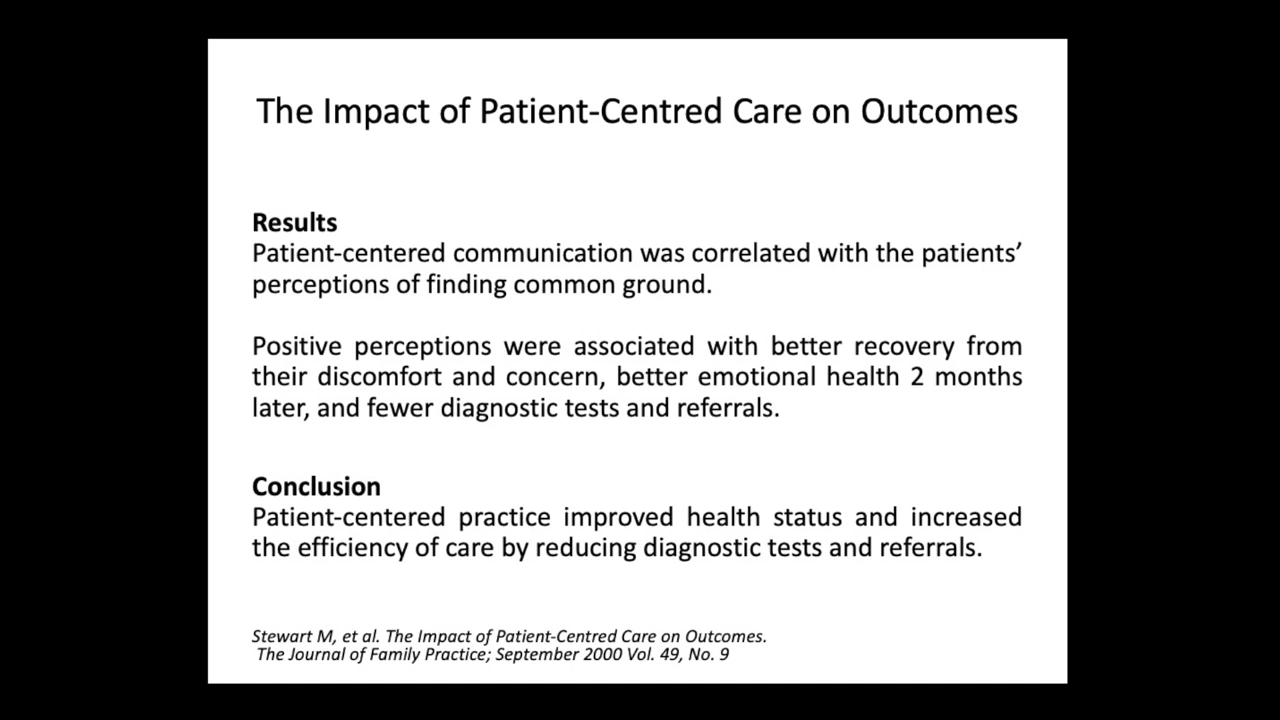 The Impact of Patient-Centred Care on Outcomes
Results
Patient-centered communication was correlated with the patients’
perceptions of finding common ground.
Positive perceptions were associated with better recovery from
their discomfort and concern, better emotional health 2 months
later, and fewer diagnostic tests and referrals.
Conclusion
Patient-centered practice improved health status and increased
the efficiency of care by reducing diagnostic tests and referrals.
Stewart M, et al. The Impact of Patient-Centred Care on Outcomes.
The Journal of Family Practice; September 2000 Vol. 49, No. 9